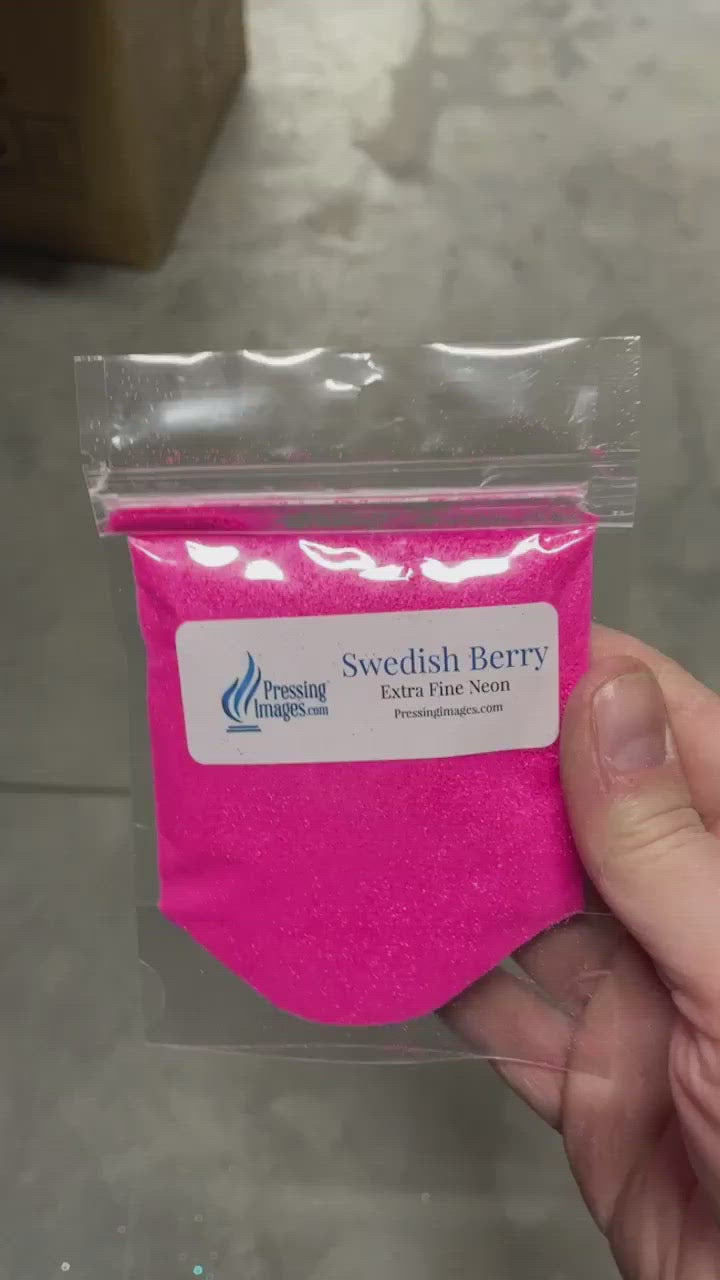 Pressing
Images.com
Swedish Berry
Extra Fine Neon
Pressingimages.com